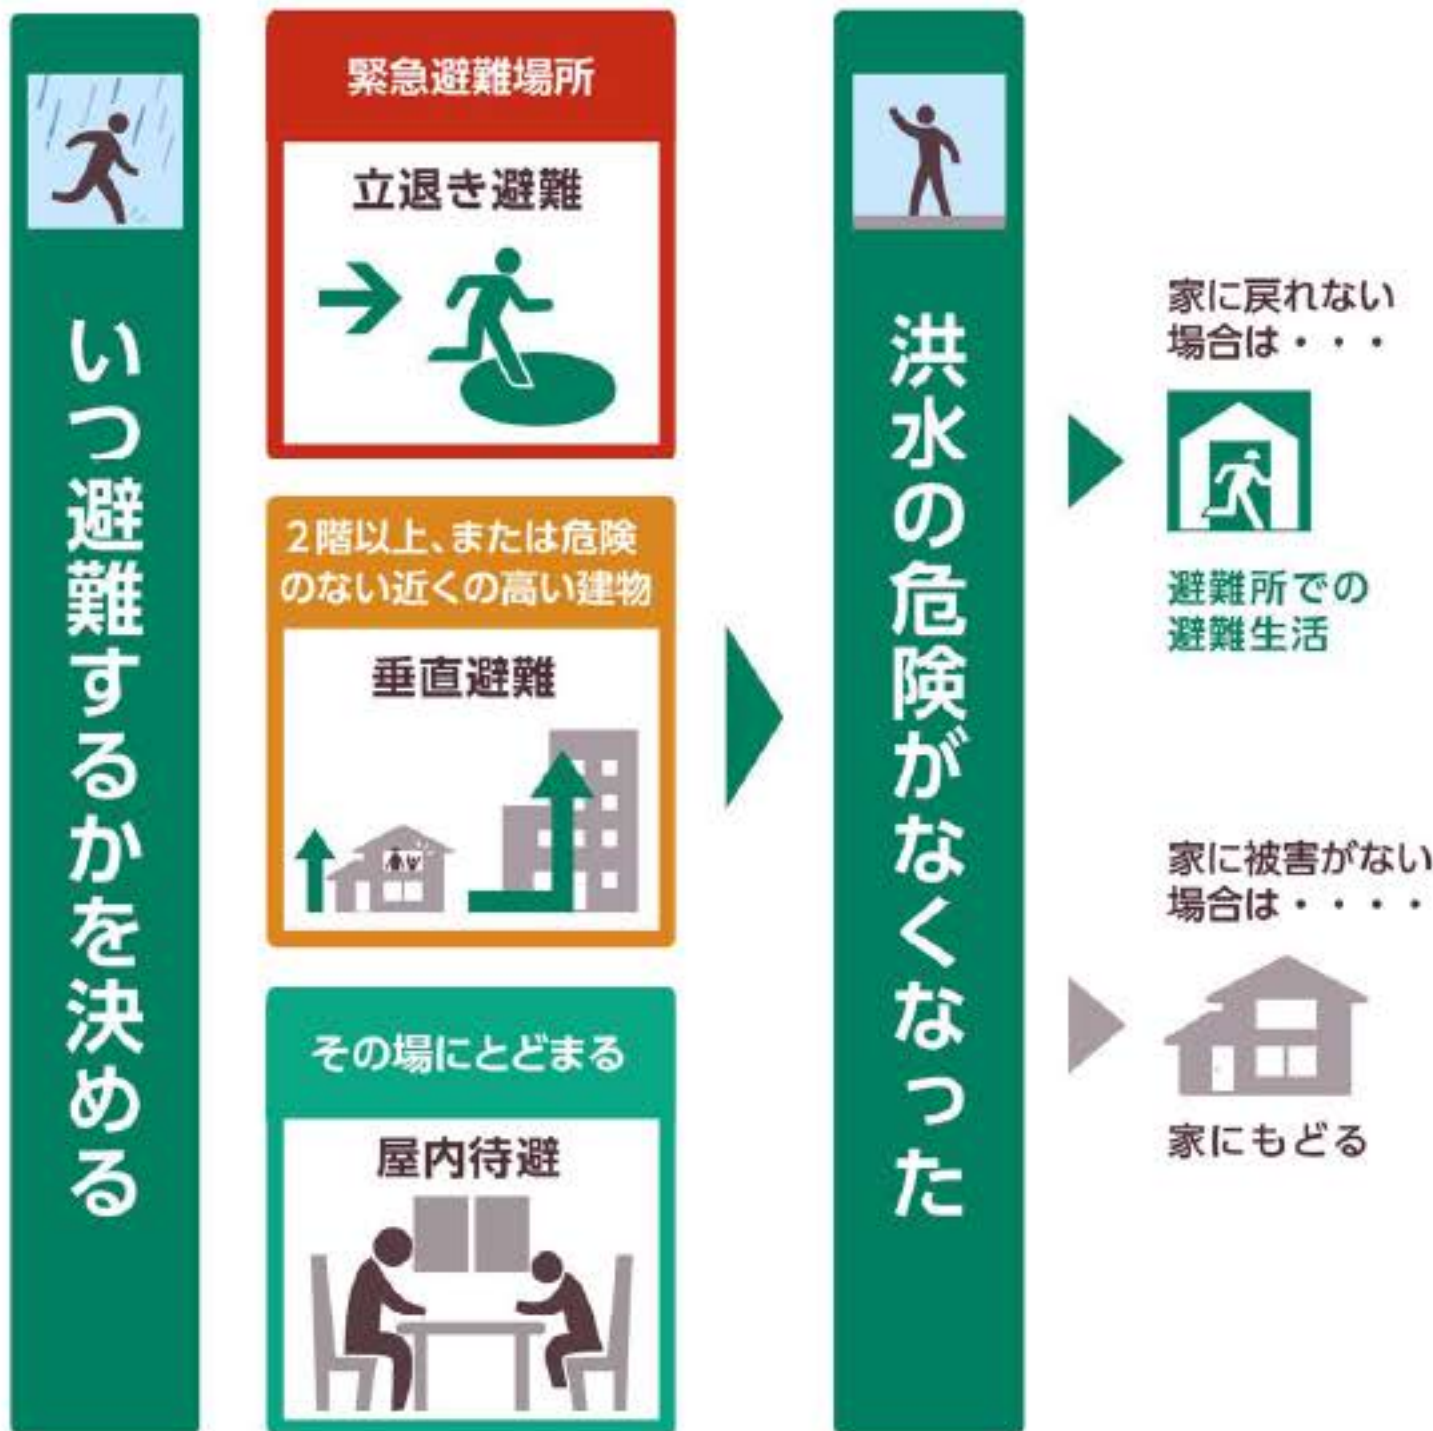 いつ避難するかを決める
緊急避難場所
立退き避難
2階以上、または危険
のない近くの高い建物
垂直避難
その場にとどまる
屋内待避
洪水の危険がなくなった
家に戻れない
場合は・・・
避難所での
避難生活
家に被害がない
場合は・・・・
家にもどる